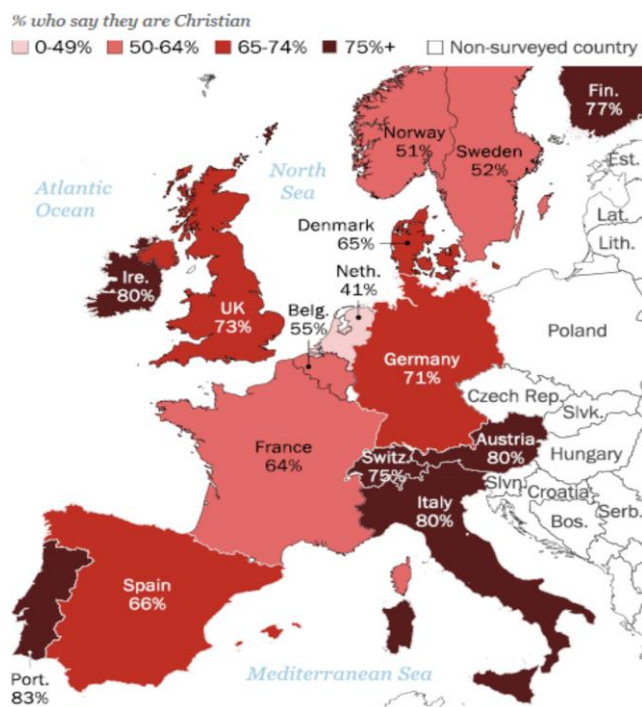 % who say they are Christian
0-49% 50-64% 65-74% 75%+ Non-surveyed country
Fin.
77%
Norway
51%
Sweden
52%
North
Sea
Atlantic
Ocean
Est.
Lat.
Lith.
Denmark
65%
Neth.
41%
Ire.
80%
UK
73%
Belg.
55%
Poland
Germany
71%
Czech Rep.
Slvk.
France
64%
Switz.
75%
Austria
80%
Hungary
Slvn.
Croatia
Italy
80%
Bos.
Serb.
Spain
66%
Port.
83%
Mediterranean Sea